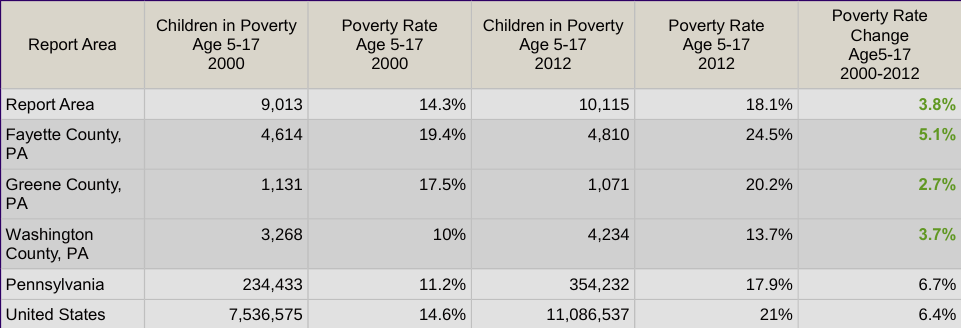 Report Area
Children in Poverty
Age 5-17
2000
Poverty Rate
Age 5-17
2000
Children in Poverty
Age 5-17
2012
Poverty Rate
Age 5-17
2012
Poverty Rate
Change
Age5-17
2000-2012
Report Area 9,013 14.3% 10,115 18.1% 3.8%
Fayette County, 4,614 19.4% 4,810 24.5% 5.1%
PA
Greene County, 1,131 17.5% 1,071 20.2% 2.7%
PA
Washington 3,268 10% 4,234 13.7% 3.7%
County, PA
Pennsylvania 234,433 11.2% 354,232 17.9% 6.7%
United States 7,536,575 14.6% 11,086,537 21% 6.4%